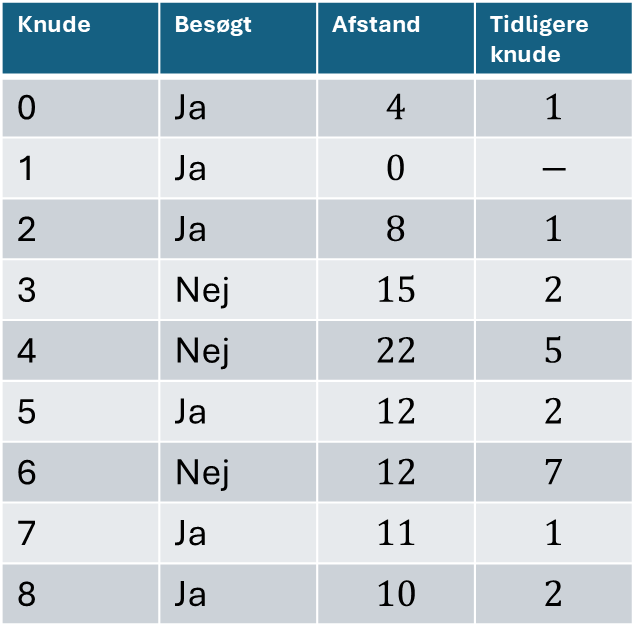 Knude Besøgt Afstand Tidligere knude
0 Ja 4 1
1 Ja 0 −
2 Ja 8 1
3 Nej 15 2
4 Nej 22 5
5 Ja 12 2
6 Nej 12 7
7 Ja 11 1
8 Ja 10 2